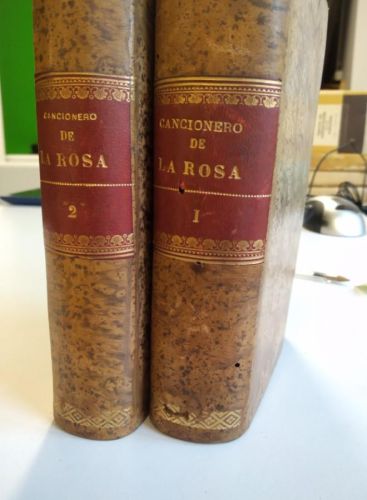 CANCIONERO
DE
LA ROSA
2
CANCIONERO
DE
LA ROSA
I